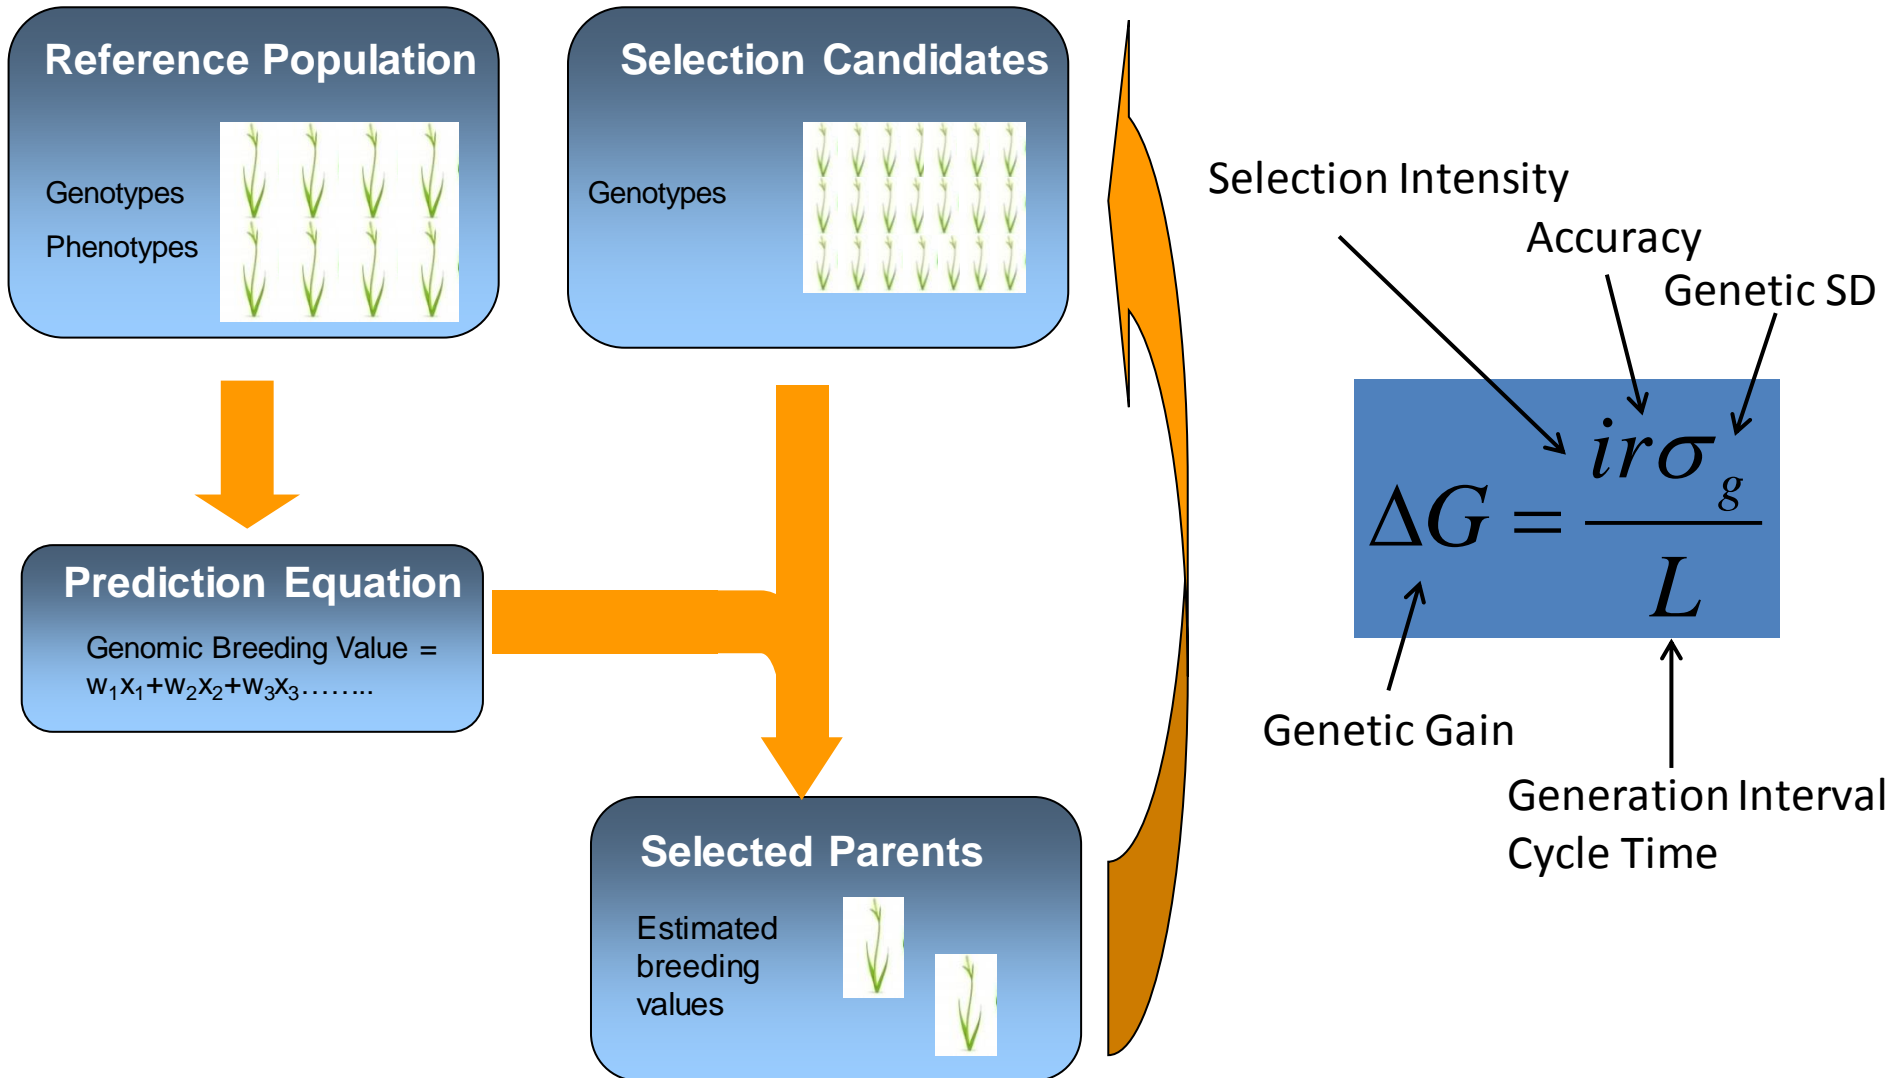 Reference Population
Genotypes
Phenotypes
Selection Candidates
Genotypes
Prediction Equation
Genomic Breeding Value =
w₁x₁+w₂x₂+w₃x₃……..
Selected Parents
Estimated
breeding
values
Selection Intensity
Accuracy
Genetic SD
ΔG = irσg / L
Genetic Gain
Generation Interval
Cycle Time